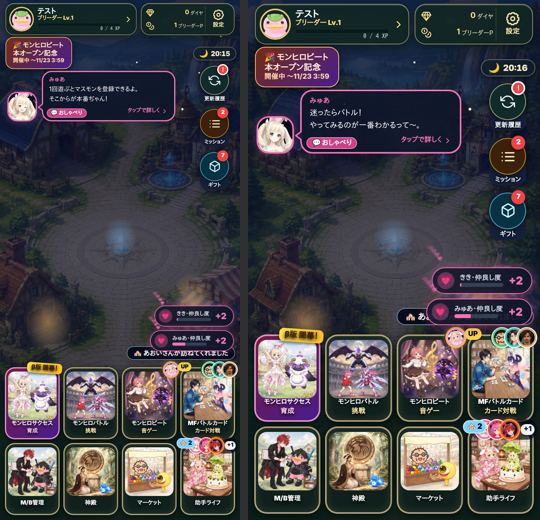 テスト
ブリーダー Lv.1
0 / 4 XP
0 ダイヤ
1 ブリーダーP
設定
モンヒロビート
本オープン記念
開催中 〜11/23 3:59
20:15
みゅあ
1回遊ぶとマスモンを登録できるよ。
そこからが本番ぢゃん!
おしゃべり
タップで詳しく
!
更新履歴
2
ミッション
7
ギフト
きき・仲良し度
+2
みゅあ・仲良し度
+2
あおいさんが訪ねてくれました
β版 開幕!
UP
モンヒロサクセス
育成
モンヒロバトル
挑戦
モンヒロビート
音ゲー
MFバトルカード
カード対戦
2
+1
M/B管理
神殿
マーケット
助手ライフ
テスト
ブリーダー Lv.1
0 / 4 XP
0 ダイヤ
1 ブリーダーP
設定
モンヒロビート
本オープン記念
開催中 〜11/23 3:59
20:16
みゅあ
迷ったらバトル!
やってみるのが一番わかるって〜。
おしゃべり
タップで詳しく
!
更新履歴
2
ミッション
7
ギフト
きき・仲良し度
+2
みゅあ・仲良し度
+2
あお
β版 開幕!
UP
モンヒロサクセス
育成
モンヒロバトル
挑戦
モンヒロビート
音ゲー
MFバトルカード
カード対戦
2
+1
M/B管理
神殿
マーケット
助手ライフ